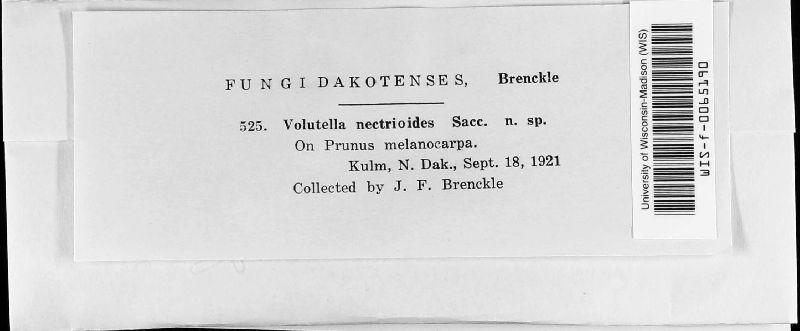 FUNGI DAKOTENSES, Brenckle
525. Volutella nectrioides Sacc. n. sp.
On Prunus melanocarpa.
Kulm, N. Dak., Sept. 18, 1921
Collected by J. F. Brenckle
University of Wisconsin-Madison (WIS)
WIS-f-0065190